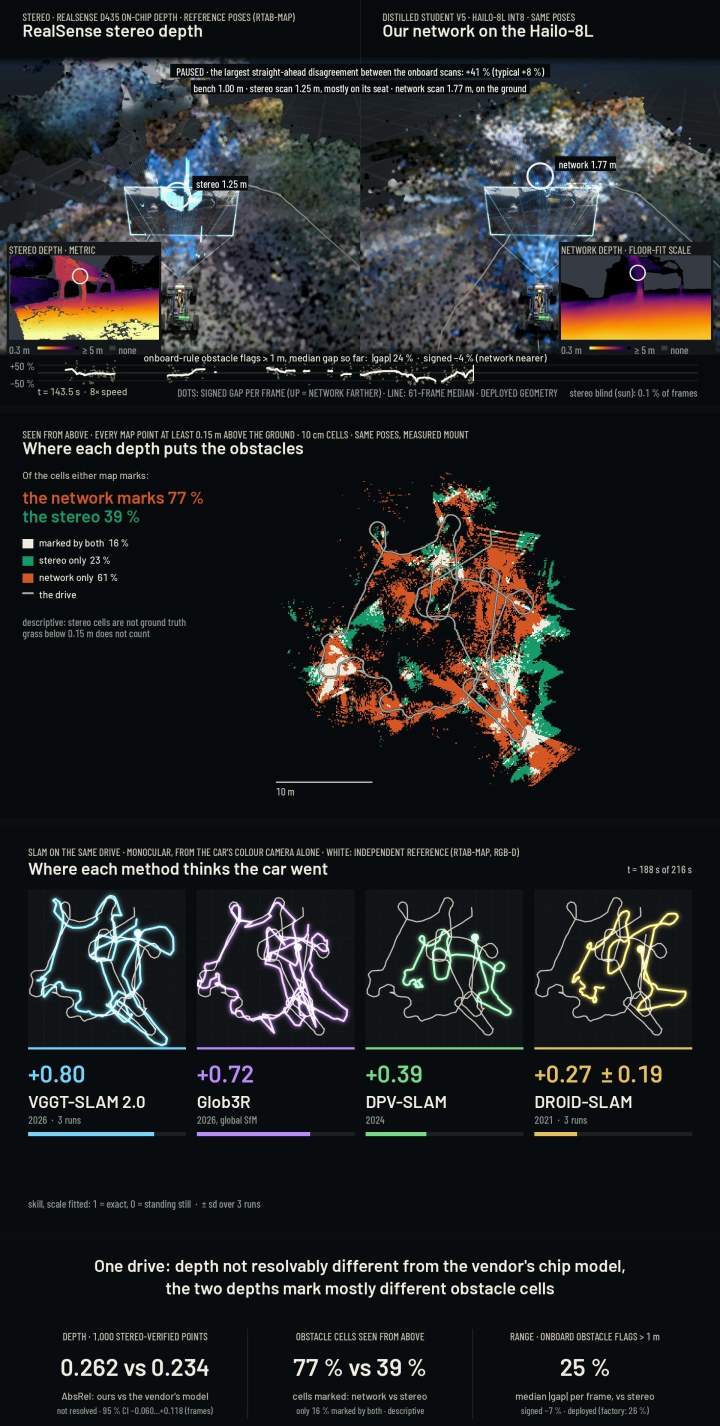 STEREO · REALSENSE D435 ON-CHIP DEPTH · REFERENCE POSES (RTAB-MAP)
RealSense stereo depth
DISTILLED STUDENT V5 · HAILO-8L INT8 · SAME POSES
Our network on the Hailo-8L
PAUSED · the largest straight-ahead disagreement between the onboard scans: +41 % (typical +8 %)
bench 1.00 m · stereo scan 1.25 m, mostly on its seat · network scan 1.77 m, on the ground
stereo 1.25 m
network 1.77 m
STEREO DEPTH · METRIC
0.3 m ≥ 5 m none
NETWORK DEPTH · FLOOR-FIT SCALE
0.3 m ≥ 5 m none
onboard-rule obstacle flags > 1 m, median gap so far: |gap| 24 % · signed −4 % (network nearer)
+50 %
−50 %
t = 143.5 s · 8× speed
DOTS: SIGNED GAP PER FRAME (UP = NETWORK FARTHER) · LINE: 61-FRAME MEDIAN · DEPLOYED GEOMETRY
stereo blind (sun): 0.1 % of frames
SEEN FROM ABOVE · EVERY MAP POINT AT LEAST 0.15 m ABOVE THE GROUND · 10 cm CELLS · SAME POSES, MEASURED MOUNT
Where each depth puts the obstacles
Of the cells either map marks:
the network marks 77 %
the stereo 39 %
marked by both 16 %
stereo only 23 %
network only 61 %
the drive
descriptive: stereo cells are not ground truth
grass below 0.15 m does not count
10 m
SLAM ON THE SAME DRIVE · MONOCULAR, FROM THE CAR'S COLOUR CAMERA ALONE · WHITE: INDEPENDENT REFERENCE (RTAB-MAP, RGB-D)
Where each method thinks the car went
t = 188 s of 216 s
+0.80
VGGT-SLAM 2.0
2026 · 3 runs
+0.72
Glob3R
2026, global SfM
+0.39
DPV-SLAM
2024
+0.27 ± 0.19
DROID-SLAM
2021 · 3 runs
skill, scale fitted: 1 = exact, 0 = standing still · ± sd over 3 runs
One drive: depth not resolvably different from the vendor's chip model,
the two depths mark mostly different obstacle cells
DEPTH · 1,000 STEREO-VERIFIED POINTS
0.262 vs 0.234
AbsRel: ours vs the vendor's model
not resolved · 95 % CI −0.060…+0.118 (frames)
OBSTACLE CELLS SEEN FROM ABOVE
77 % vs 39 %
cells marked: network vs stereo
only 16 % marked by both · descriptive
RANGE · ONBOARD OBSTACLE FLAGS > 1 m
25 %
median |gap| per frame, vs stereo
signed −7 % · deployed (factory: 26 %)